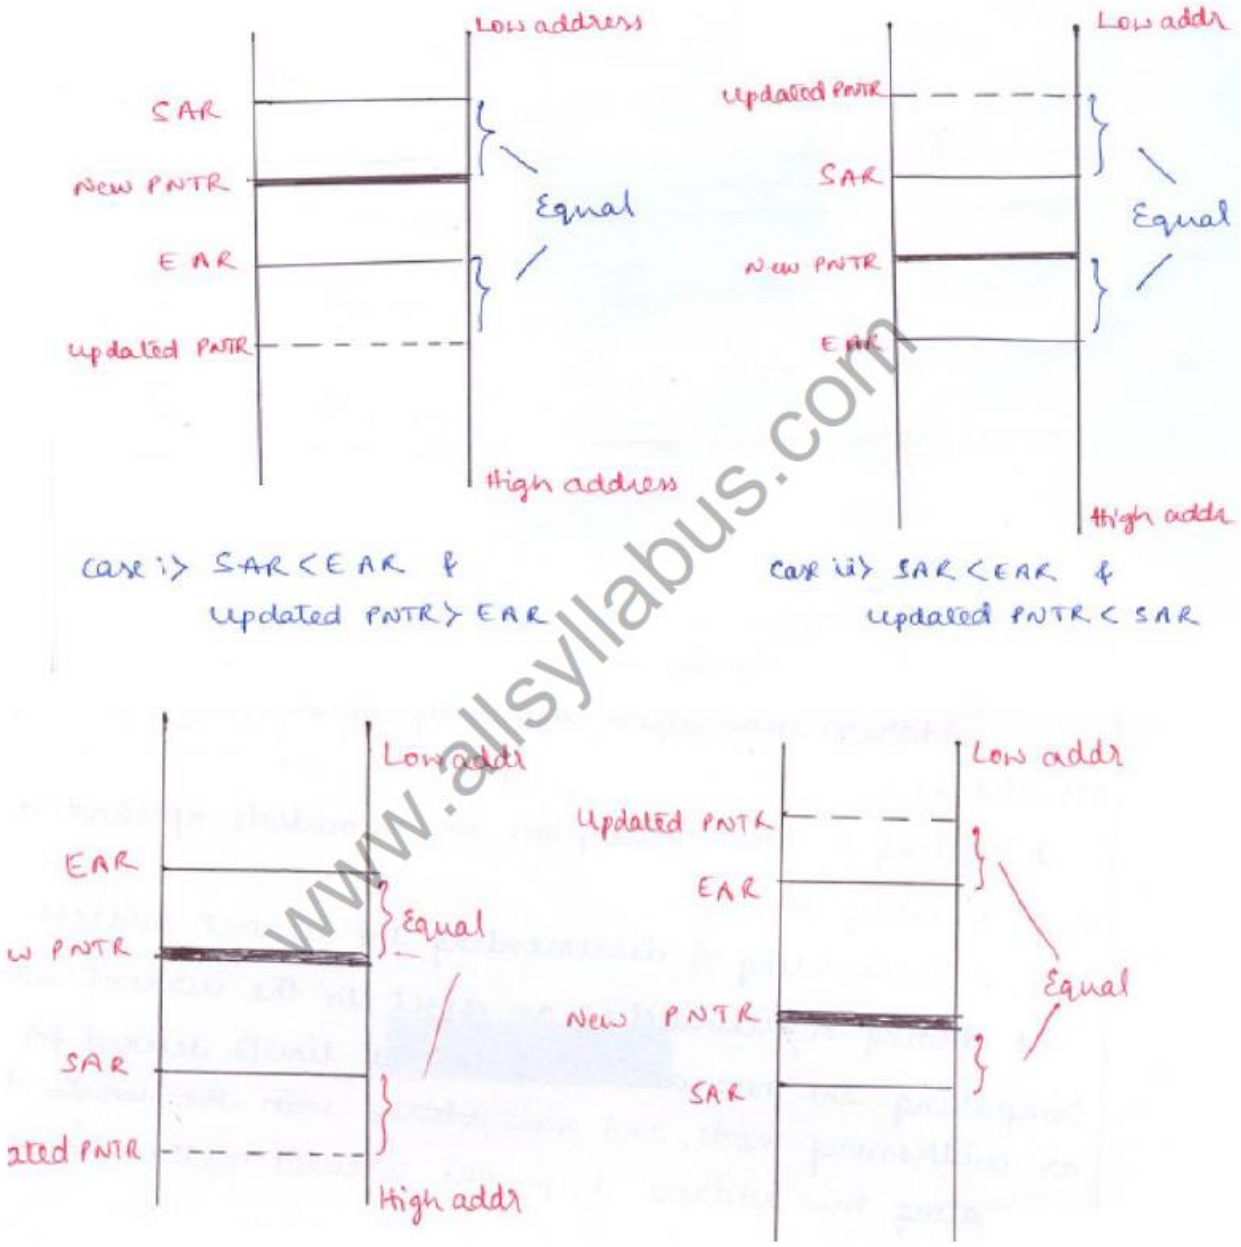 Low address
SAR
New PNTR
Equal
EAR
Updated PNTR
High address
Case i> SAR < EAR &
Updated PNTR > EAR
Low addr
Updated PNTR
SAR
Equal
New PNTR
EAR
High addr
Case ii> SAR < EAR &
Updated PNTR < SAR
www.allsyllabus.com
Low addr
EAR
Equal
w PNTR
SAR
ated PNTR
High addr
Low addr
Updated PNTR
EAR
Equal
New PNTR
SAR